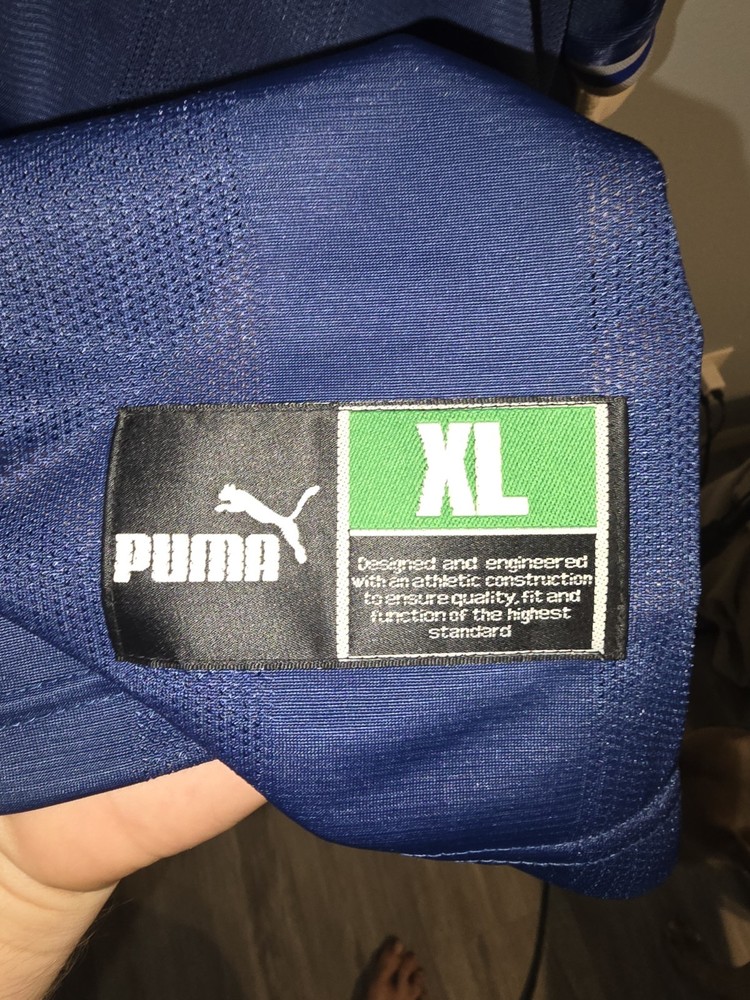 PUMA
XL
Designed and engineered
with an athletic construction
to ensure quality, fit and
function of the highest
standard